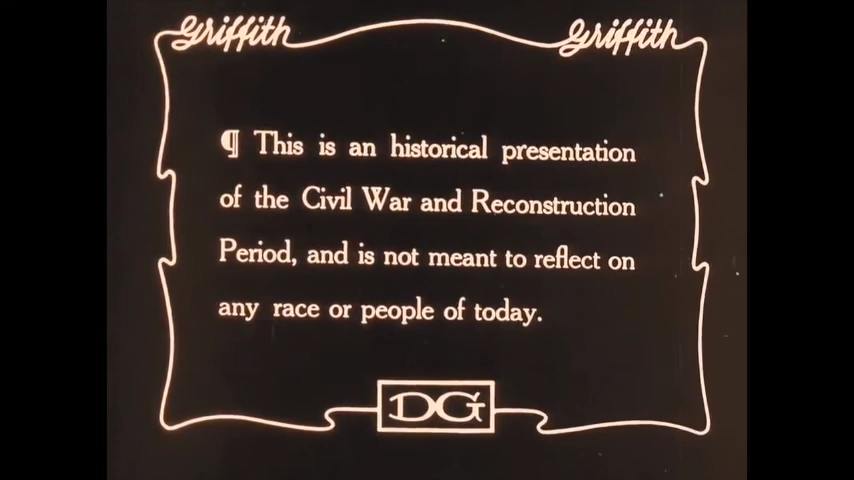 Griffith Griffith
¶ This is an historical presentation
of the Civil War and Reconstruction
Period, and is not meant to reflect on
any race or people of today.
DG